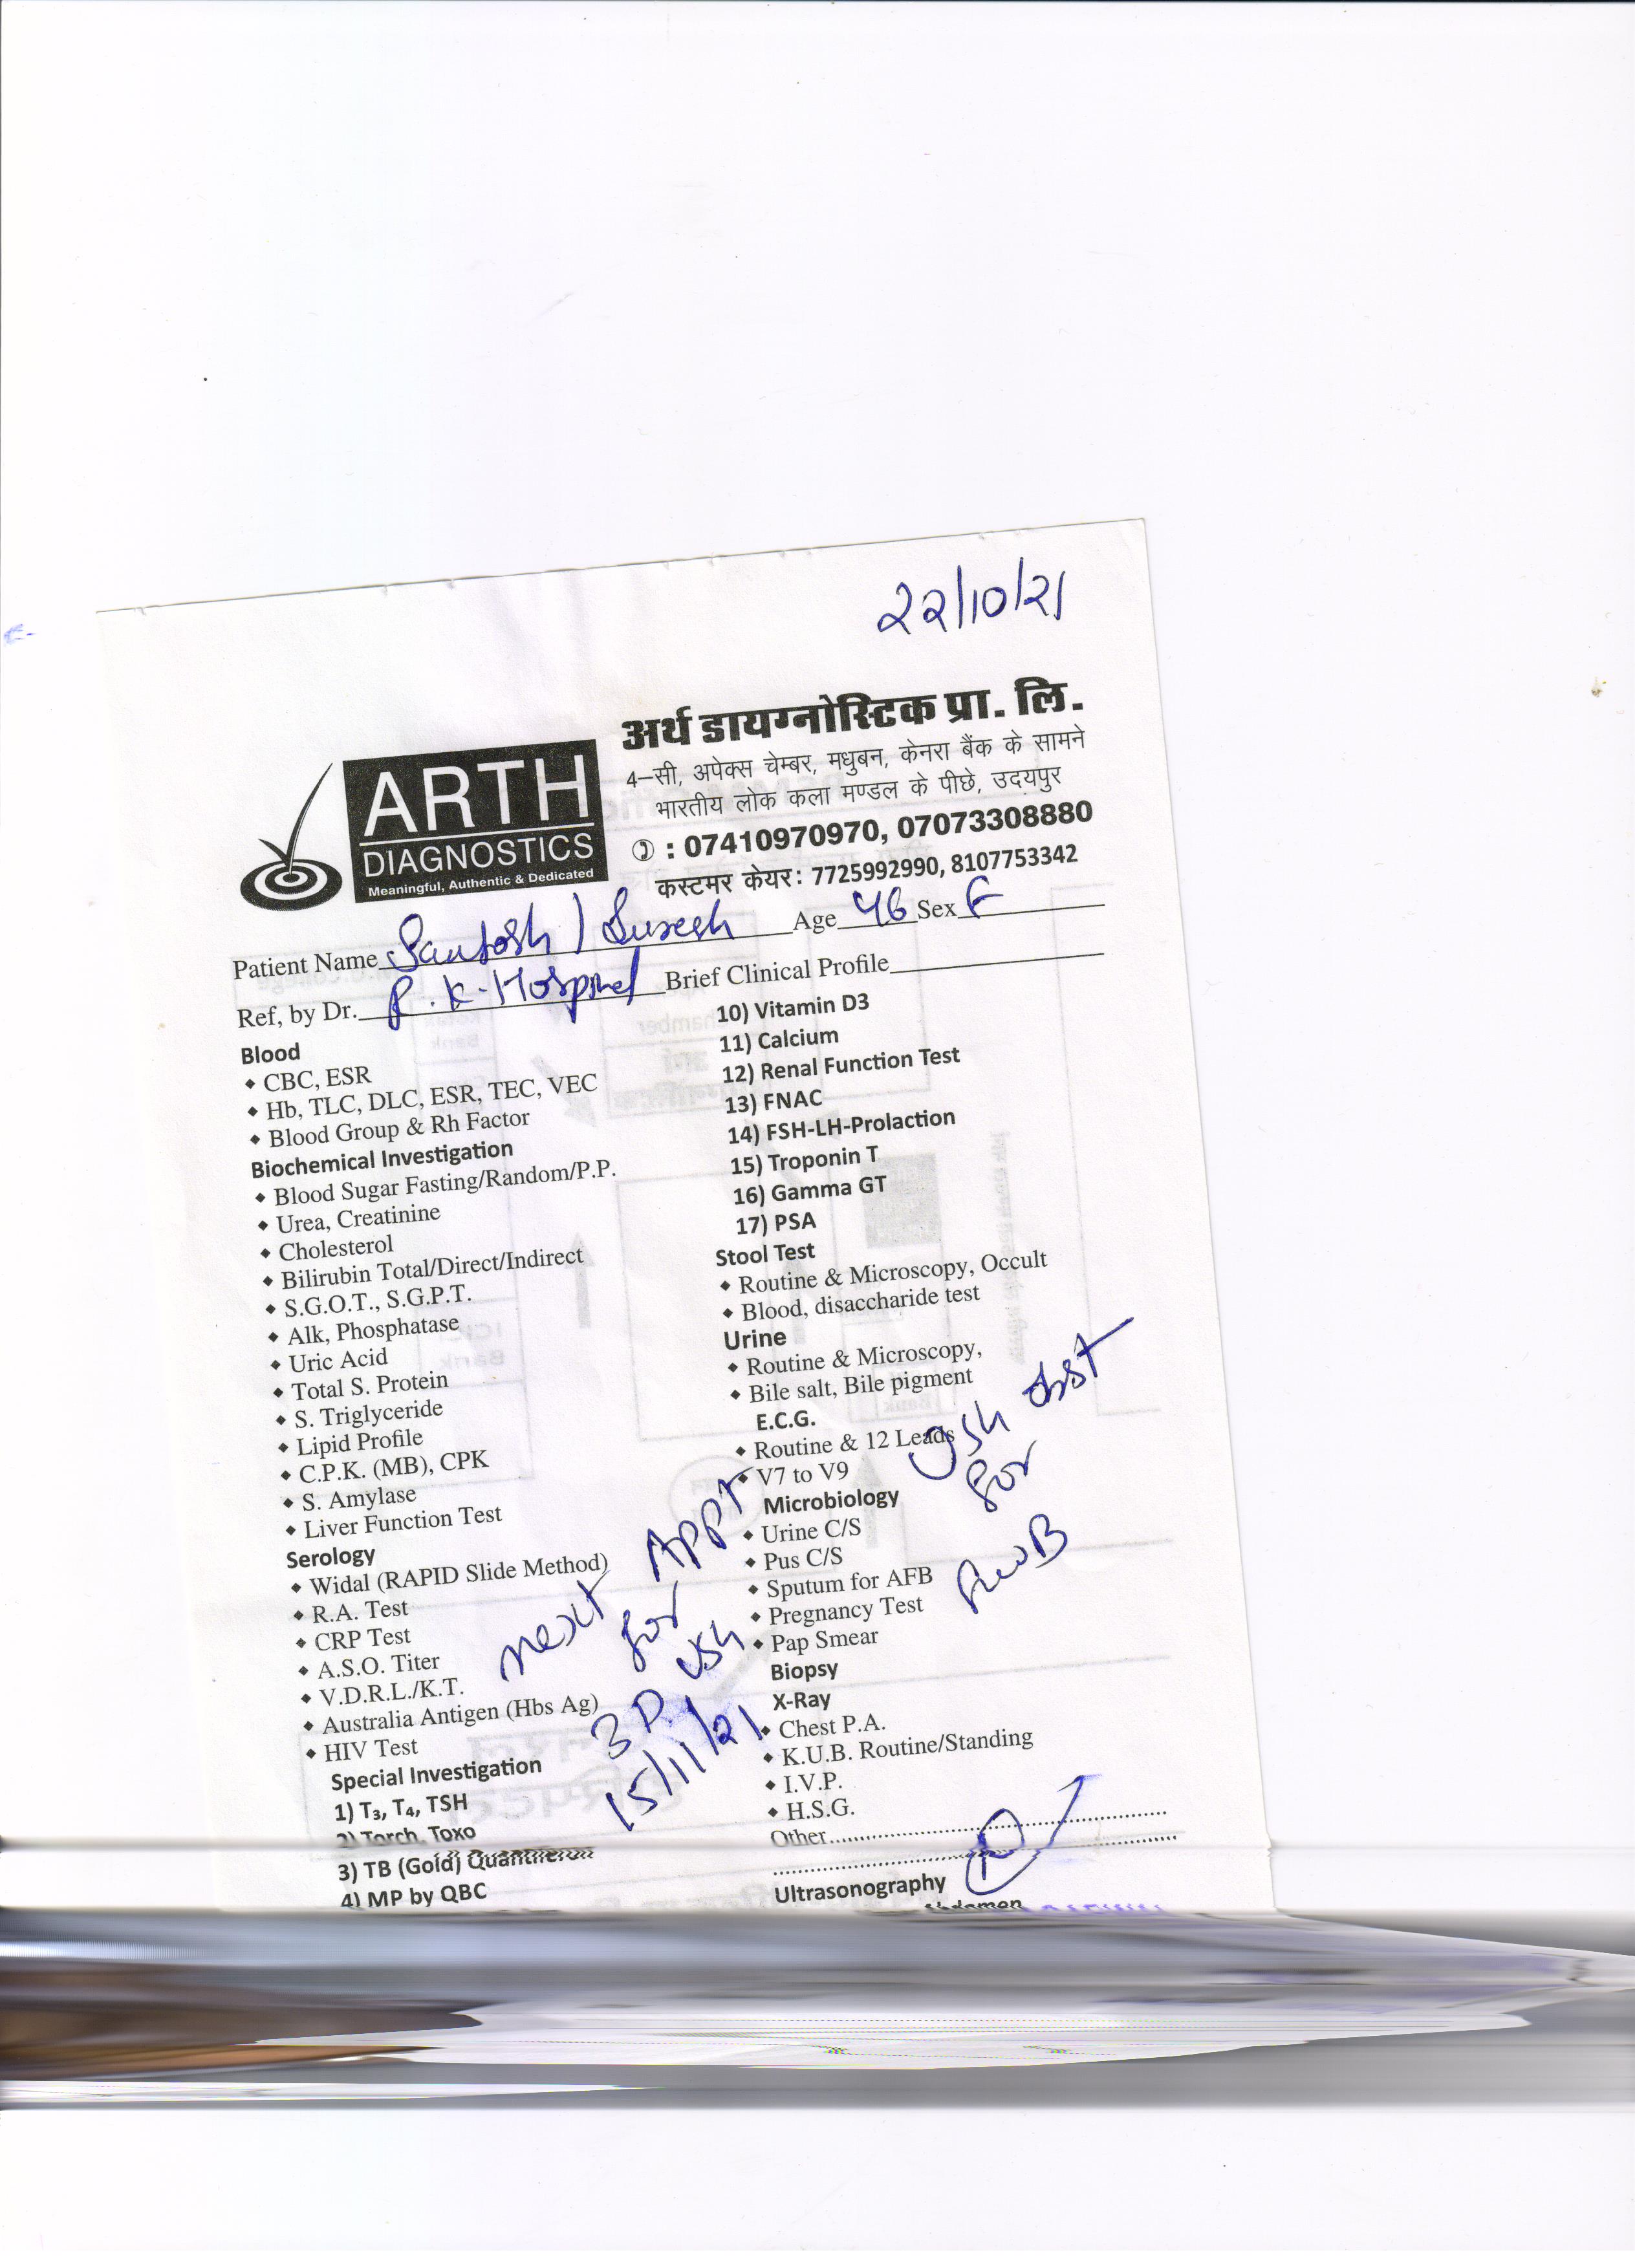 22/10/21
अर्थ डायग्नोस्टिक प्रा. लि.
4–सी, अपेक्स चेम्बर, मधुबन, केनरा बैंक के सामने
भारतीय लोक कला मण्डल के पीछे, उदयपुर
: 07410970970, 07073308880
कस्टमर केयर: 7725992990, 8107753342
ARTH
DIAGNOSTICS
Meaningful, Authentic & Dedicated
Patient Name Santosh / Suresh Age 46 Sex F
Ref, by Dr. P.K. Hospital Brief Clinical Profile
Blood
CBC, ESR
Hb, TLC, DLC, ESR, TEC, VEC
Blood Group & Rh Factor
Biochemical Investigation
Blood Sugar Fasting/Random/P.P.
Urea, Creatinine
Cholesterol
Bilirubin Total/Direct/Indirect
S.G.O.T., S.G.P.T.
Alk, Phosphatase
Uric Acid
Total S. Protein
S. Triglyceride
Lipid Profile
C.P.K. (MB), CPK
S. Amylase
Liver Function Test
Serology
Widal (RAPID Slide Method)
R.A. Test
CRP Test
A.S.O. Titer
V.D.R.L./K.T.
Australia Antigen (Hbs Ag)
HIV Test
Special Investigation
1) T₃, T₄, TSH
2) Torch, Toxo
3) TB (Gold) Quantiferon
4) MP by QBC
10) Vitamin D3
11) Calcium
12) Renal Function Test
13) FNAC
14) FSH-LH-Prolaction
15) Troponin T
16) Gamma GT
17) PSA
Stool Test
Routine & Microscopy, Occult
Blood, disaccharide test
Urine
Routine & Microscopy,
Bile salt, Bile pigment
E.C.G.
Routine & 12 Leads
V7 to V9
Microbiology
Urine C/S
Pus C/S
Sputum for AFB
Pregnancy Test
Pap Smear
Biopsy
X-Ray
Chest P.A.
K.U.B. Routine/Standing
I.V.P.
H.S.G.
Other
Ultrasonography
Abdomen
next APPt
for
3D USG
15/11/21
USG obst
for
FWB